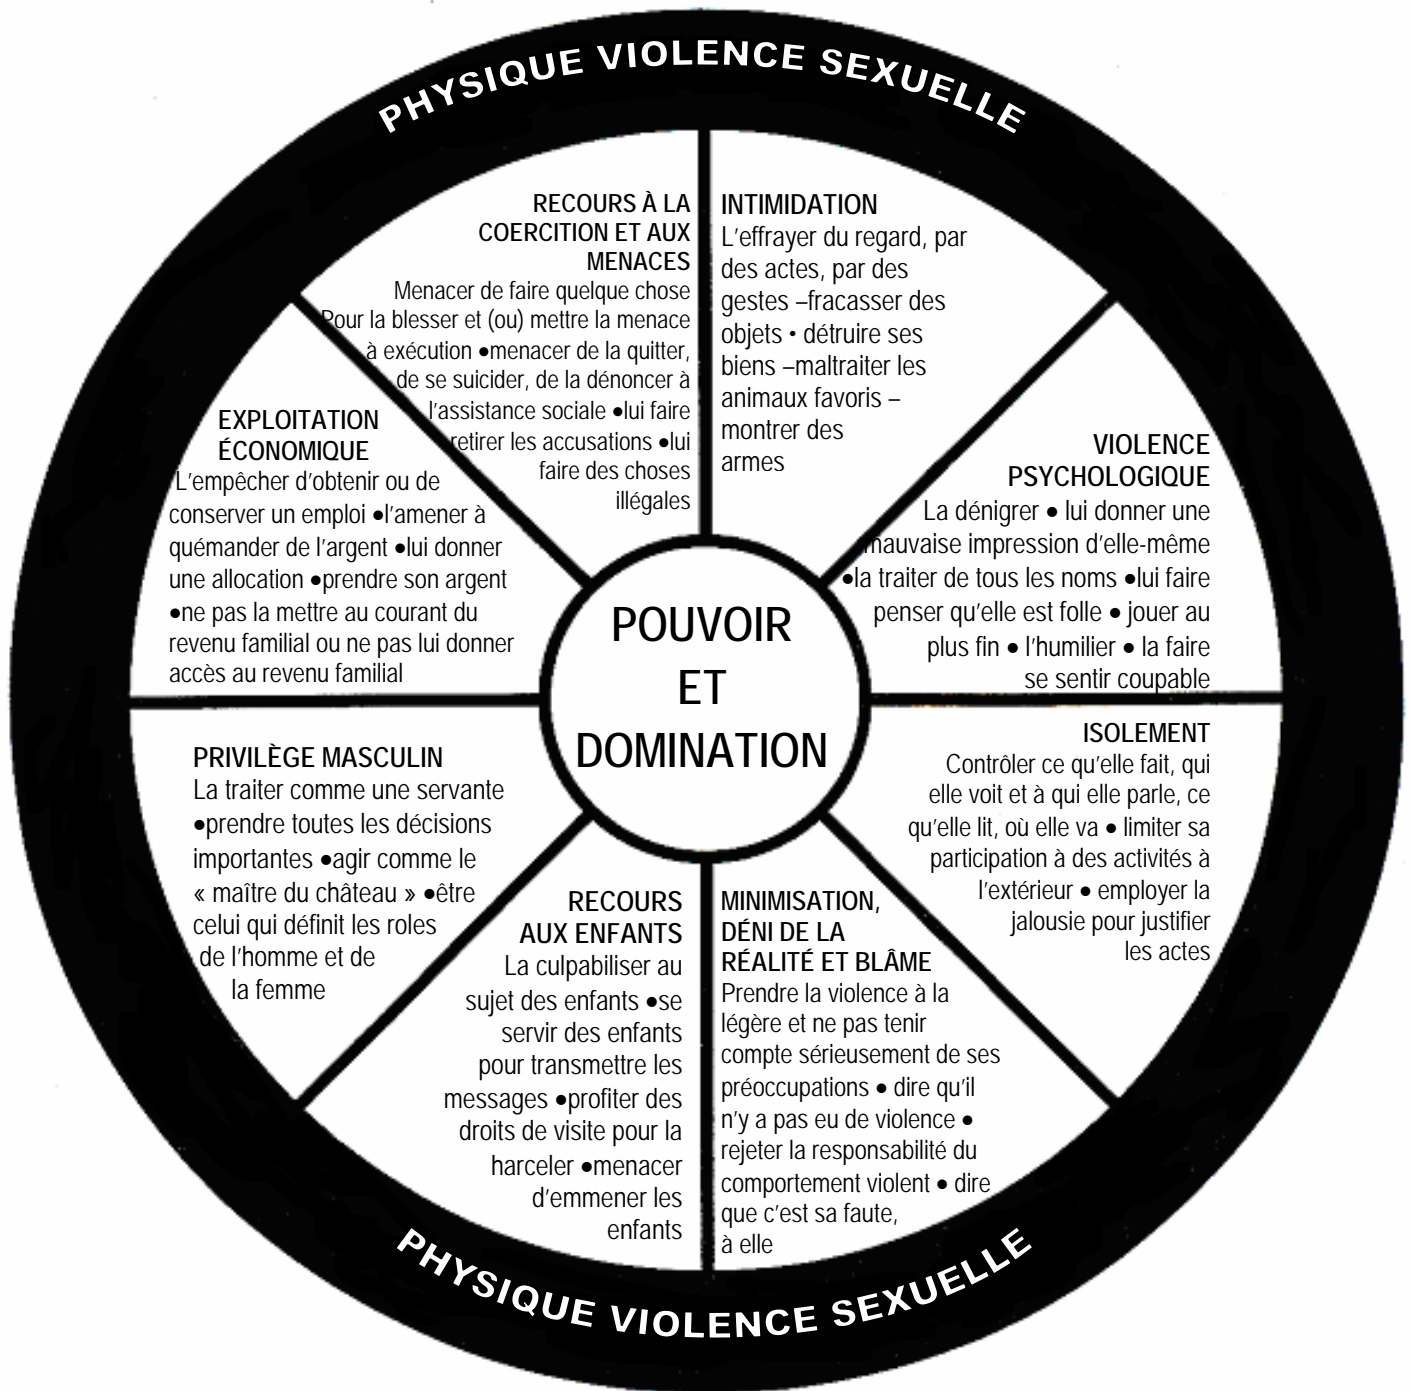 PHYSIQUE VIOLENCE SEXUELLE
RECOURS À LA
COERCITION ET AUX
MENACES
Menacer de faire quelque chose
Pour la blesser et (ou) mettre la menace
à exécution •menacer de la quitter,
de se suicider, de la dénoncer à
l'assistance sociale •lui faire
retirer les accusations •lui
faire des choses
illégales
INTIMIDATION
L'effrayer du regard, par
des actes, par des
gestes –fracasser des
objets • détruire ses
biens –maltraiter les
animaux favoris –
montrer des
armes
VIOLENCE
PSYCHOLOGIQUE
La dénigrer • lui donner une
mauvaise impression d'elle-même
•la traiter de tous les noms •lui faire
penser qu'elle est folle • jouer au
plus fin • l'humilier • la faire
se sentir coupable
ISOLEMENT
Contrôler ce qu'elle fait, qui
elle voit et à qui elle parle, ce
qu'elle lit, où elle va • limiter sa
participation à des activités à
l'extérieur • employer la
jalousie pour justifier
les actes
MINIMISATION,
DÉNI DE LA
RÉALITÉ ET BLÂME
Prendre la violence à la
légère et ne pas tenir
compte sérieusement de ses
préoccupations • dire qu'il
n'y a pas eu de violence •
rejeter la responsabilité du
comportement violent • dire
que c'est sa faute,
à elle
RECOURS
AUX ENFANTS
La culpabiliser au
sujet des enfants •se
servir des enfants
pour transmettre les
messages •profiter des
droits de visite pour la
harceler •menacer
d'emmener les
enfants
PRIVILÈGE MASCULIN
La traiter comme une servante
•prendre toutes les décisions
importantes •agir comme le
« maître du château » •être
celui qui définit les roles
de l'homme et de
la femme
EXPLOITATION
ÉCONOMIQUE
L'empêcher d'obtenir ou de
conserver un emploi •l'amener à
quémander de l'argent •lui donner
une allocation •prendre son argent
•ne pas la mettre au courant du
revenu familial ou ne pas lui donner
accès au revenu familial
POUVOIR
ET
DOMINATION
PHYSIQUE VIOLENCE SEXUELLE